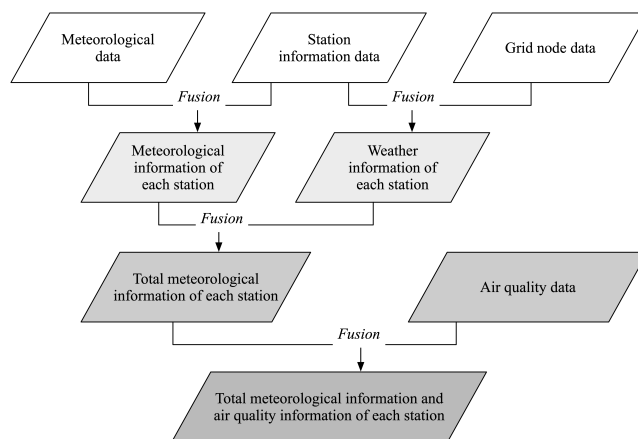 Meteorological
data
Station
information data
Grid node data
Fusion
Fusion
Meteorological
information of
each station
Weather
information of
each station
Fusion
Total meteorological
information of each station
Air quality data
Fusion
Total meteorological information and
air quality information of each station